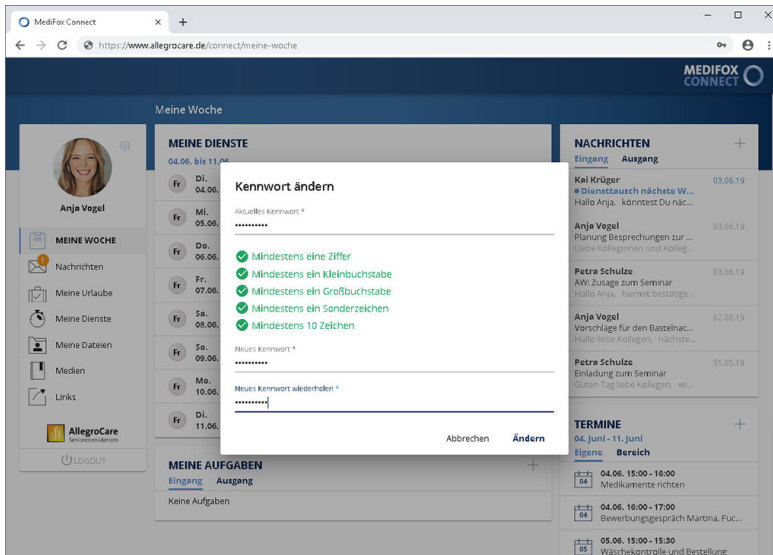 MediFox Connect
https://www.allegrocare.de/connect/meine-woche
MEDIFOX
CONNECT
Meine Woche
Anja Vogel
MEINE WOCHE
Nachrichten
Meine Urlaube
Meine Dienste
Meine Dateien
Medien
Links
AllegroCare
Seniorenresidenzen
LOGOUT
MEINE DIENSTE
04.06. bis 11.06.
Fr Di.
04.06.
Fr Mi.
05.06.
Fr Do.
06.06.
Fr Fr.
07.06.
Fr Sa.
08.06.
Fr So.
09.06.
Fr Mo.
10.06.
Fr Di.
11.06.
Kennwort ändern
Aktuelles Kennwort *
••••••••••
Mindestens eine Ziffer
Mindestens ein Kleinbuchstabe
Mindestens ein Großbuchstabe
Mindestens ein Sonderzeichen
Mindestens 10 Zeichen
Neues Kennwort *
••••••••••
Neues Kennwort wiederholen *
••••••••••
Abbrechen Ändern
MEINE AUFGABEN
Eingang Ausgang
Keine Aufgaben
NACHRICHTEN
Eingang Ausgang
Kai Krüger 03.06.19
Diensttausch nächste W...
Hallo Anja, könntest Du näc...
Anja Vogel 03.06.19
Planung Besprechungen zur ...
Liebe Kolleginnen und Kolleg...
Petra Schulze 03.06.19
AW: Zusage zum Seminar
Hallo Anja, hiermit bestätige...
Anja Vogel 02.06.19
Vorschläge für den Bastelnac...
Hallo liebe Kollegen, nächste...
Petra Schulze 31.05.19
Einladung zum Seminar
Guten Tag liebe Kollegen, wi...
TERMINE
04. Juni - 11. Juni
Eigene Bereich
04 04.06. 15:00 - 16:00
Medikamente richten
04 04.06. 16:00 - 17:00
Bewerbungsgespräch Martina, Fuc...
05 05.06. 15:00 - 15:30
Wäschekontrolle und Bestellung